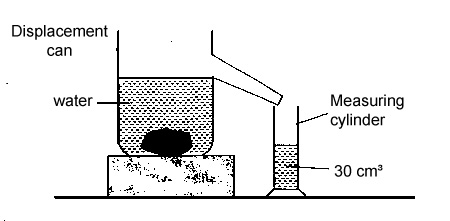 Displacement
can
water
Measuring
cylinder
30 cm³